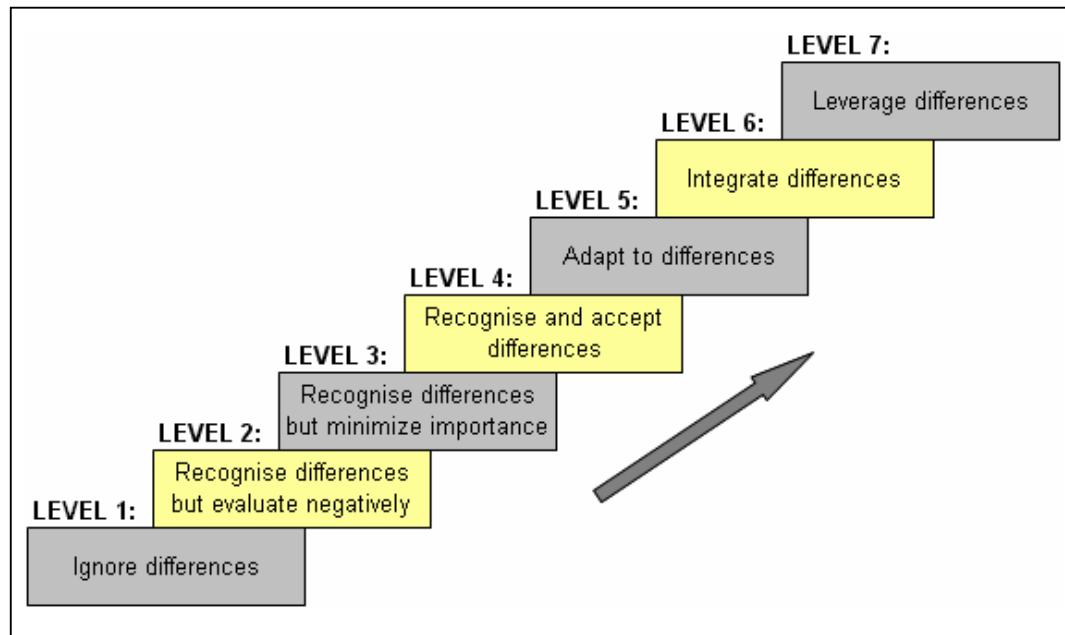 LEVEL 7:
Leverage differences
LEVEL 6:
Integrate differences
LEVEL 5:
Adapt to differences
LEVEL 4:
Recognise and accept
differences
LEVEL 3:
Recognise differences
but minimize importance
LEVEL 2:
Recognise differences
but evaluate negatively
LEVEL 1:
Ignore differences